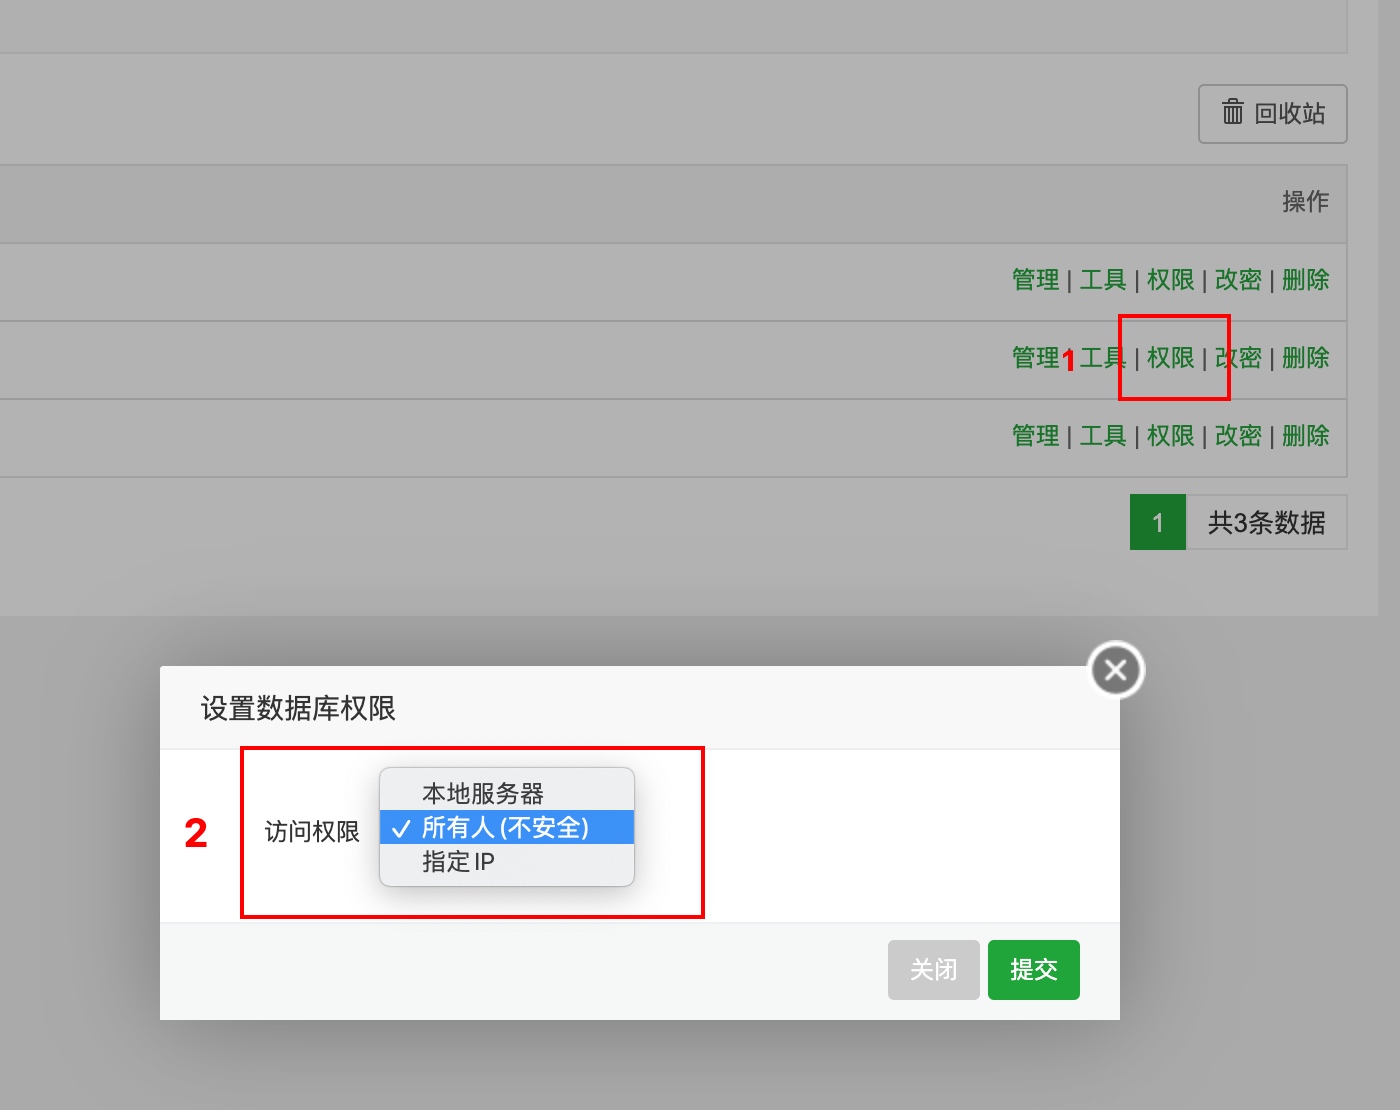 回收站
操作
管理 | 工具 | 权限 | 改密 | 删除
管理1工具 | 权限 | 改密 | 删除
管理 | 工具 | 权限 | 改密 | 删除
1 共3条数据
设置数据库权限
本地服务器
2 访问权限 ✓ 所有人 (不安全)
指定 IP
关闭 提交